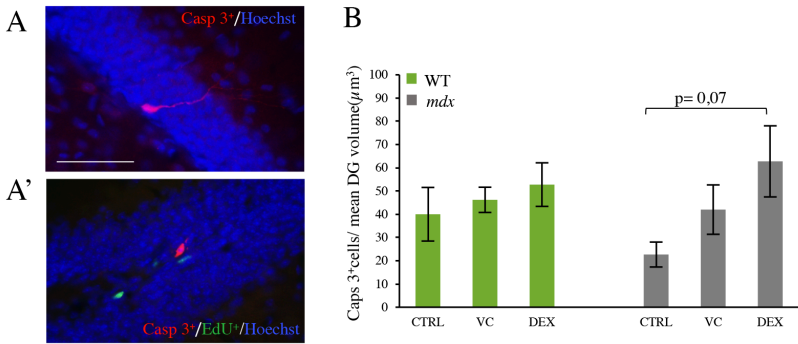 A
Casp 3⁺/Hoechst
A'
Casp 3⁺/EdU⁺/Hoechst
B
Caps 3⁺cells/ mean DG volume(µm³)
100
90
80
70
60
50
40
30
20
10
0
WT
mdx
p= 0,07
CTRL VC DEX CTRL VC DEX